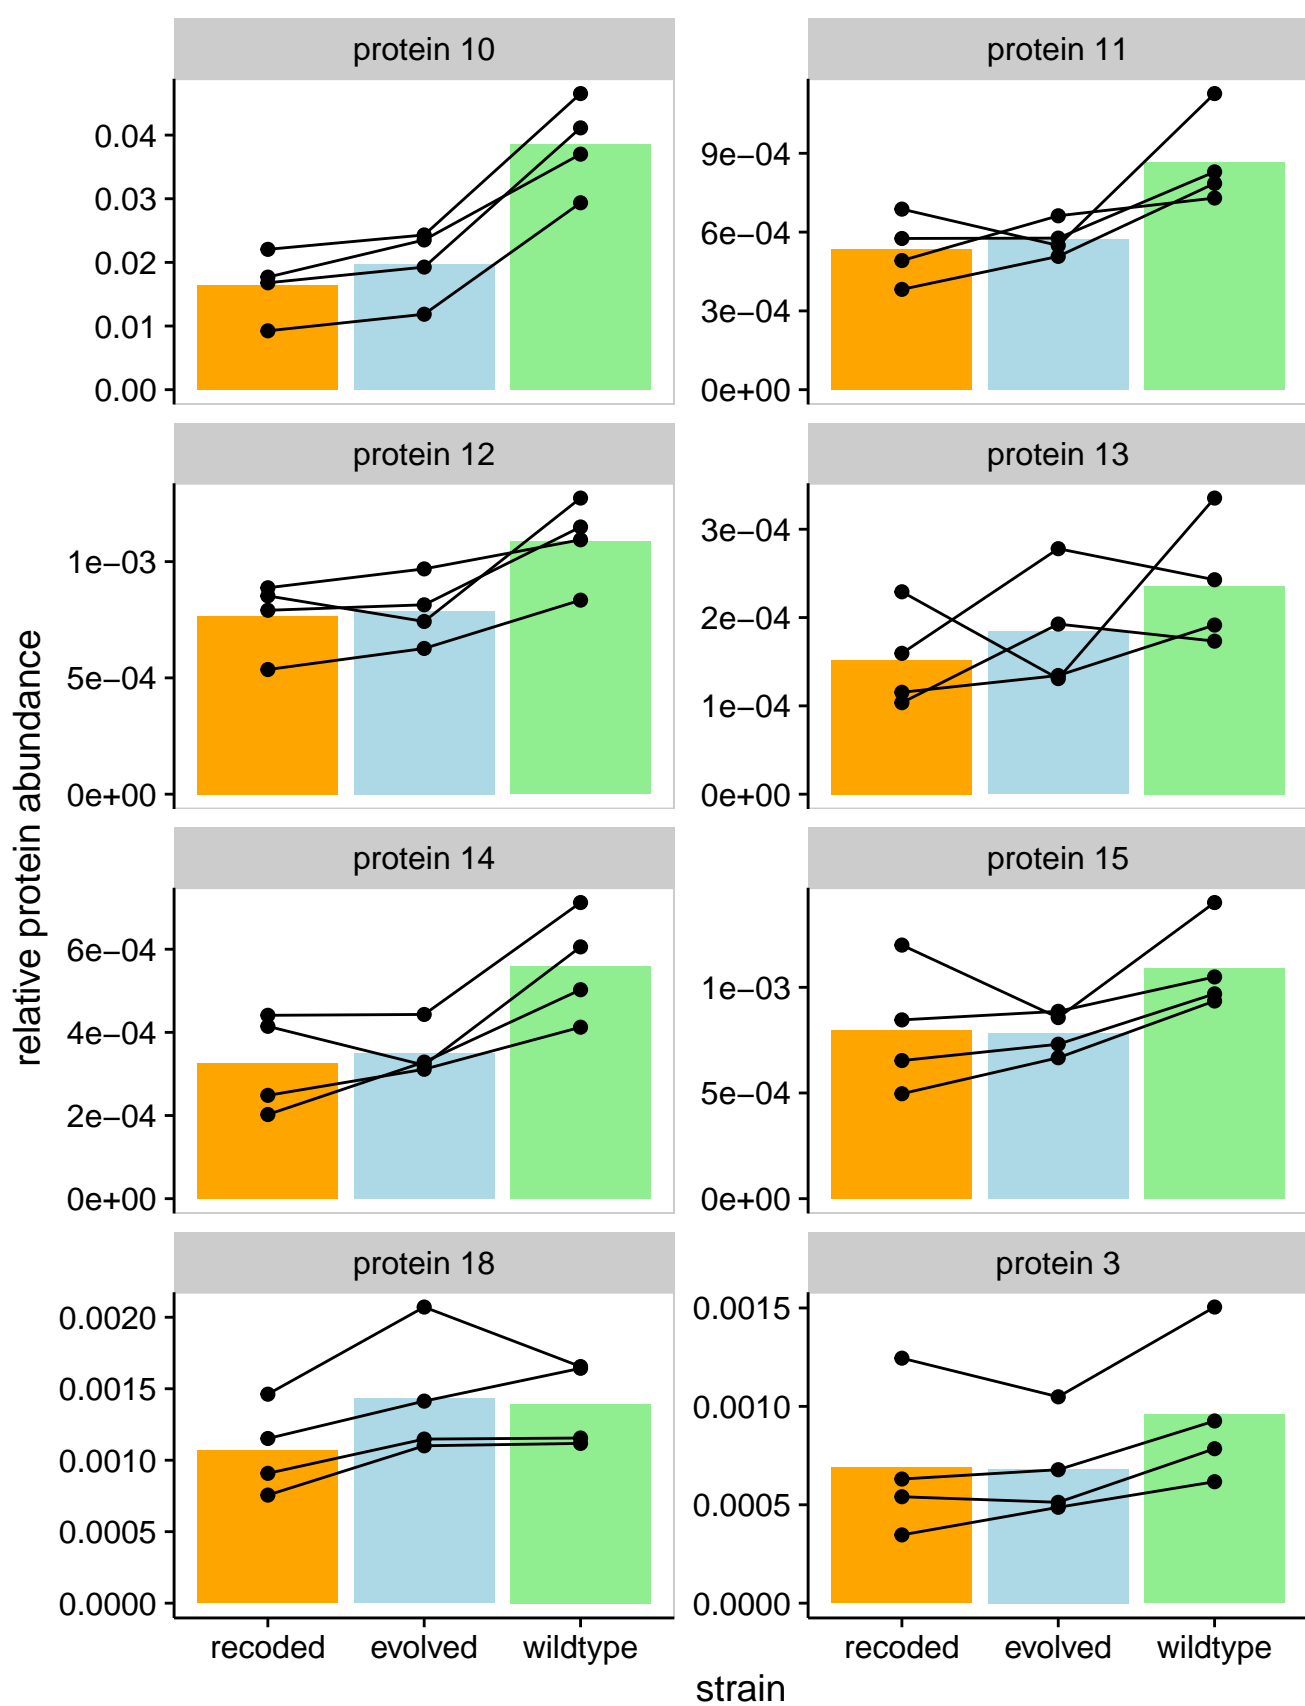 protein 10
protein 11
0.04
0.03
0.02
0.01
0.00
9e−04
6e−04
3e−04
0e+00
protein 12
protein 13
1e−03
5e−04
0e+00
3e−04
2e−04
1e−04
0e+00
relative protein abundance
protein 14
protein 15
6e−04
4e−04
2e−04
0e+00
1e−03
5e−04
0e+00
protein 18
protein 3
0.0020
0.0015
0.0010
0.0005
0.0000
0.0015
0.0010
0.0005
0.0000
recoded evolved wildtype
recoded evolved wildtype
strain